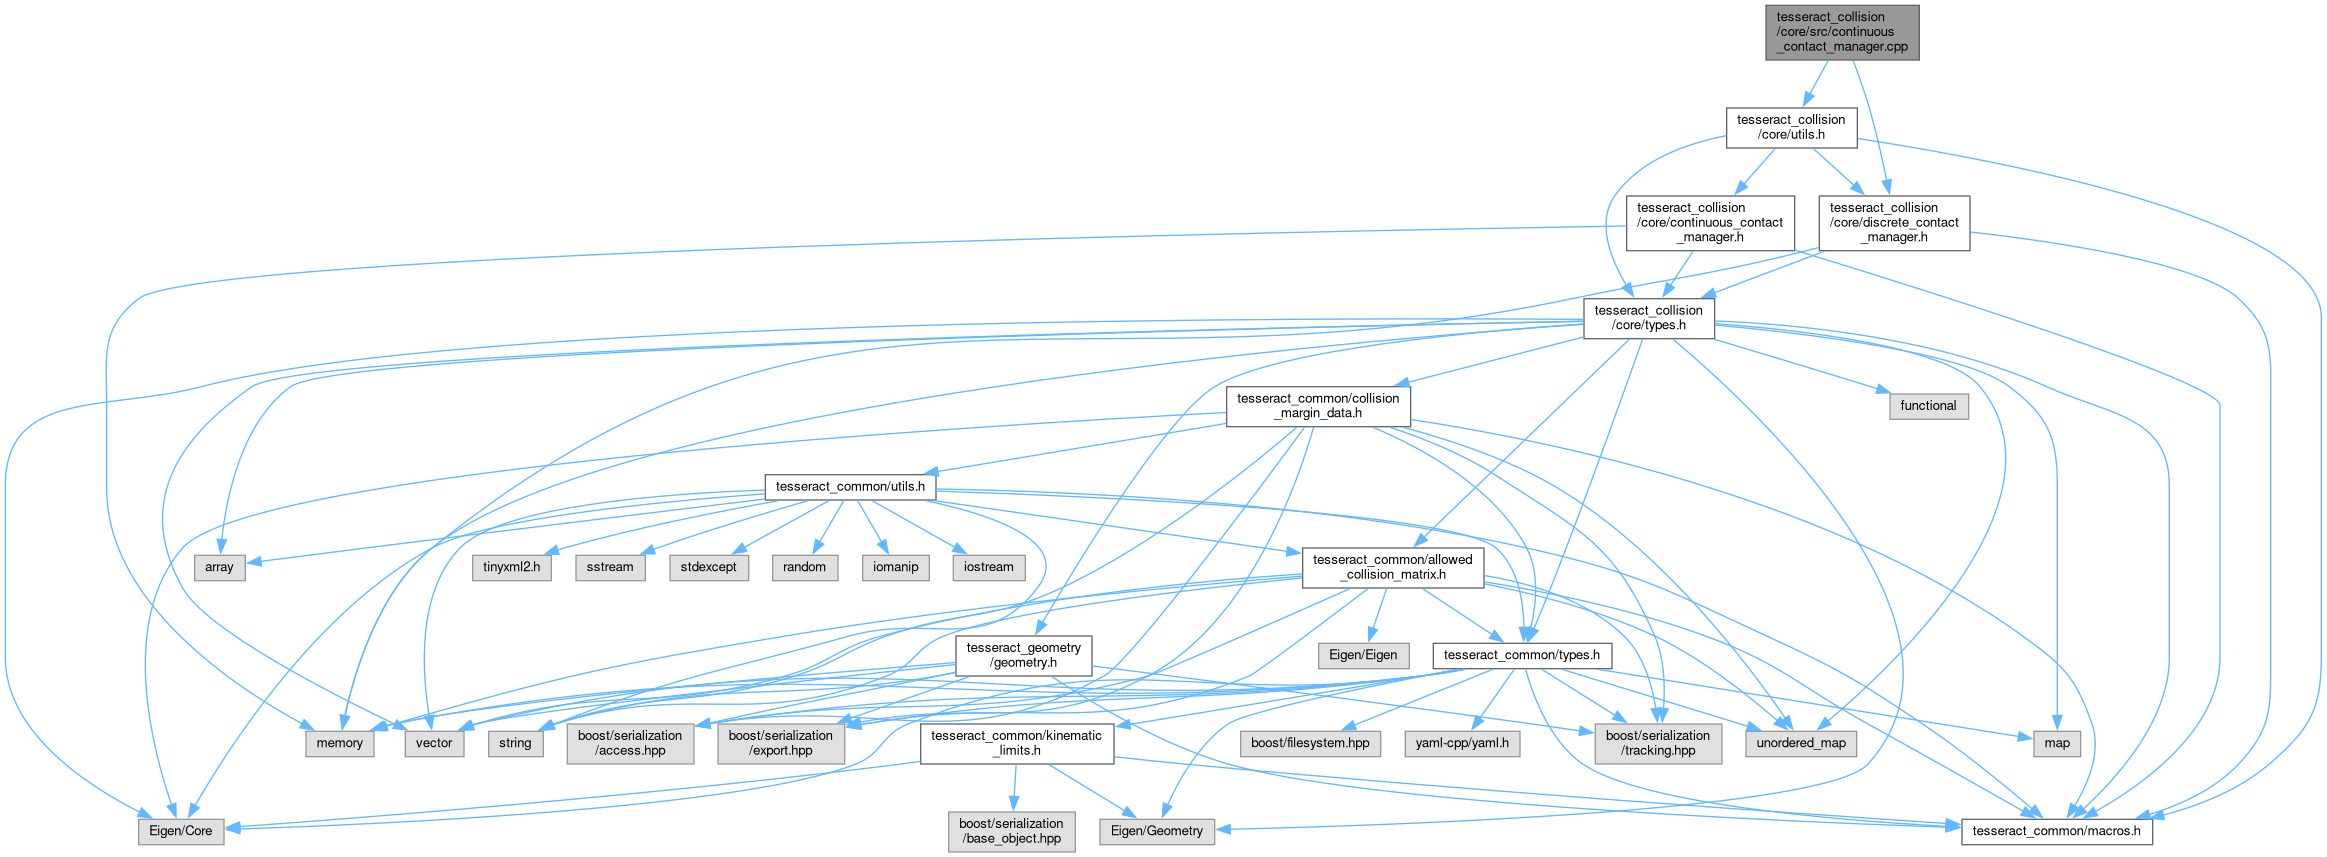 tesseract_collision
/core/src/continuous
_contact_manager.cpp
tesseract_collision
/core/utils.h
tesseract_collision
/core/continuous_contact
_manager.h
tesseract_collision
/core/discrete_contact
_manager.h
tesseract_collision
/core/types.h
tesseract_common/collision
_margin_data.h
functional
tesseract_common/utils.h
array
tinyxml2.h
sstream
stdexcept
random
iomanip
iostream
tesseract_common/allowed
_collision_matrix.h
tesseract_geometry
/geometry.h
Eigen/Eigen
tesseract_common/types.h
memory
vector
string
boost/serialization
/access.hpp
boost/serialization
/export.hpp
tesseract_common/kinematic
_limits.h
boost/filesystem.hpp
yaml-cpp/yaml.h
boost/serialization
/tracking.hpp
unordered_map
map
Eigen/Core
boost/serialization
/base_object.hpp
Eigen/Geometry
tesseract_common/macros.h